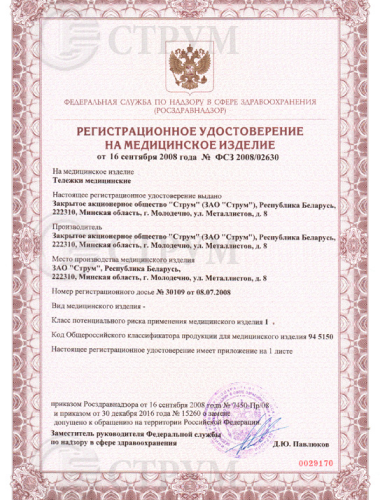 СТРУМ
ФЕДЕРАЛЬНАЯ СЛУЖБА ПО НАДЗОРУ В СФЕРЕ ЗДРАВООХРАНЕНИЯ
(РОСЗДРАВНАДЗОР)
РЕГИСТРАЦИОННОЕ УДОСТОВЕРЕНИЕ
НА МЕДИЦИНСКОЕ ИЗДЕЛИЕ
от 16 сентября 2008 года № ФСЗ 2008/02630
На медицинское изделие
Тележки медицинские
Настоящее регистрационное удостоверение выдано
Закрытое акционерное общество "Струм" (ЗАО "Струм"), Республика Беларусь,
222310, Минская область, г. Молодечно, ул. Металлистов, д. 8
Производитель
Закрытое акционерное общество "Струм" (ЗАО "Струм"), Республика Беларусь,
222310, Минская область, г. Молодечно, ул. Металлистов, д. 8
Место производства медицинского изделия
ЗАО "Струм", Республика Беларусь,
222310, Минская область, г. Молодечно, ул. Металлистов, д. 8
Номер регистрационного досье № 30109 от 08.07.2008
Вид медицинского изделия -
Класс потенциального риска применения медицинского изделия 1
Код Общероссийского классификатора продукции для медицинского изделия 94 5150
Настоящее регистрационное удостоверение имеет приложение на 1 листе
приказом Росздравнадзора от 16 сентября 2008 года № 7450-Пр/08
и приказом от 30 декабря 2016 года № 15260 о замене
допущено к обращению на территории Российской Федерации.
Заместитель руководителя Федеральной службы
по надзору в сфере здравоохранения
Д.Ю. Павлюков
0029170
СТРУМ